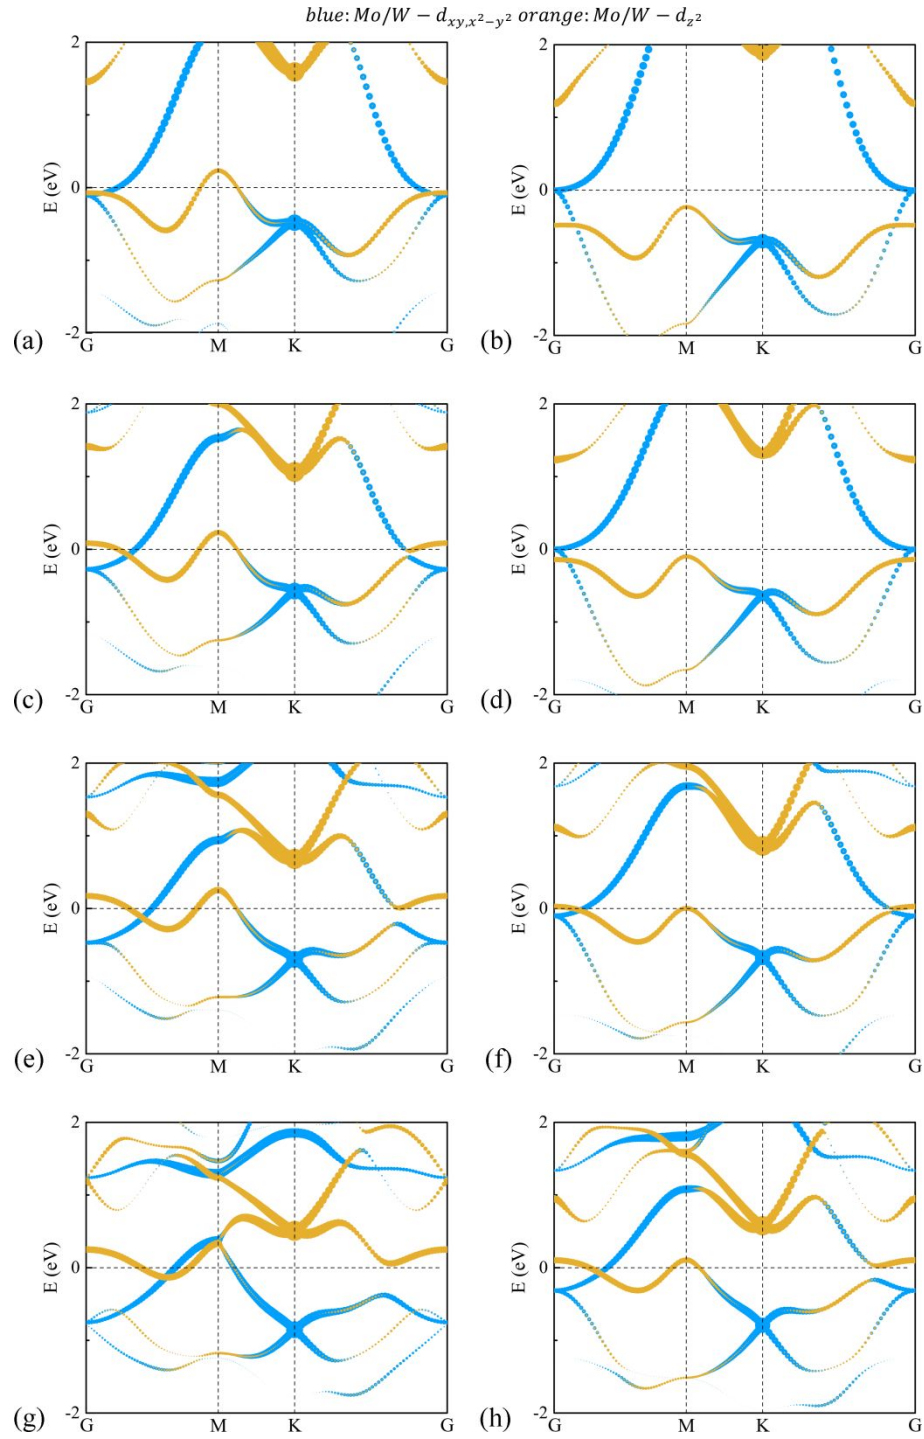 blue: Mo/W − d_{xy,x²−y²} orange: Mo/W − d_{z²}
2 2
E (eV) 0 E (eV) 0
-2 -2
(a) G M K G (b) G M K G
2 2
E (eV) 0 E (eV) 0
-2 -2
(c) G M K G (d) G M K G
2 2
E (eV) 0 E (eV) 0
-2 -2
(e) G M K G (f) G M K G
2 2
E (eV) 0 E (eV) 0
-2 -2
(g) G M K G (h) G M K G